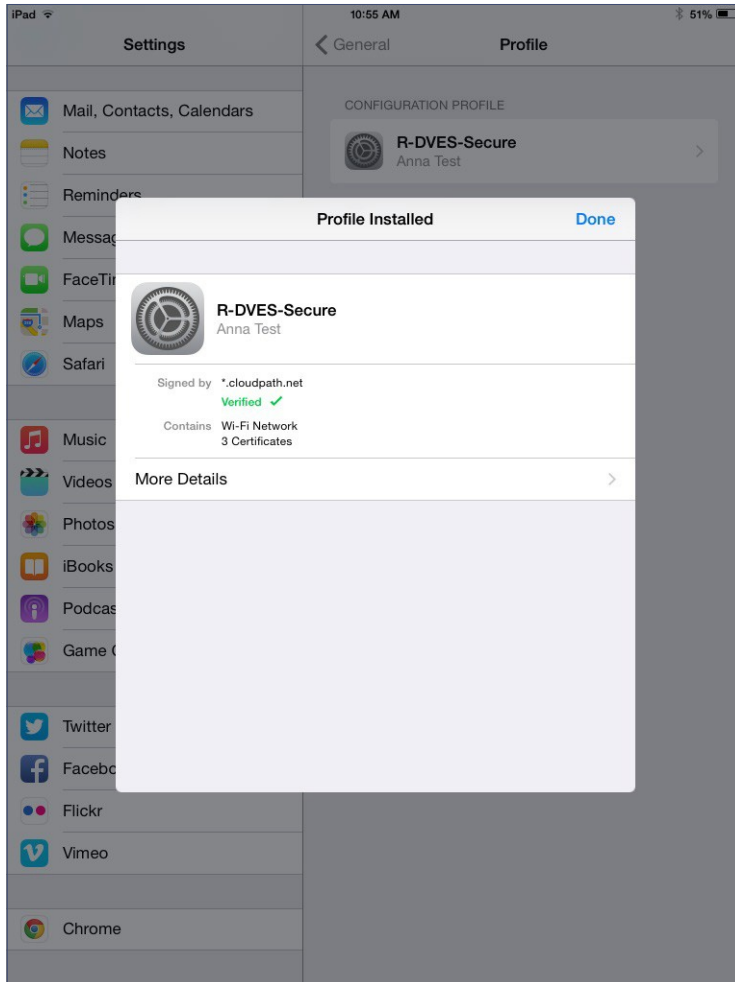 iPad 10:55 AM 51%
Settings
General Profile
Mail, Contacts, Calendars
Notes
Reminders
Messag
FaceTi
Maps
Safari
Music
Videos
Photos
iBooks
Podcas
Game
Twitter
Facebo
Flickr
Vimeo
Chrome
CONFIGURATION PROFILE
R-DVES-Secure
Anna Test
Profile Installed Done
R-DVES-Secure
Anna Test
Signed by *.cloudpath.net
Verified
Contains Wi-Fi Network
3 Certificates
More Details